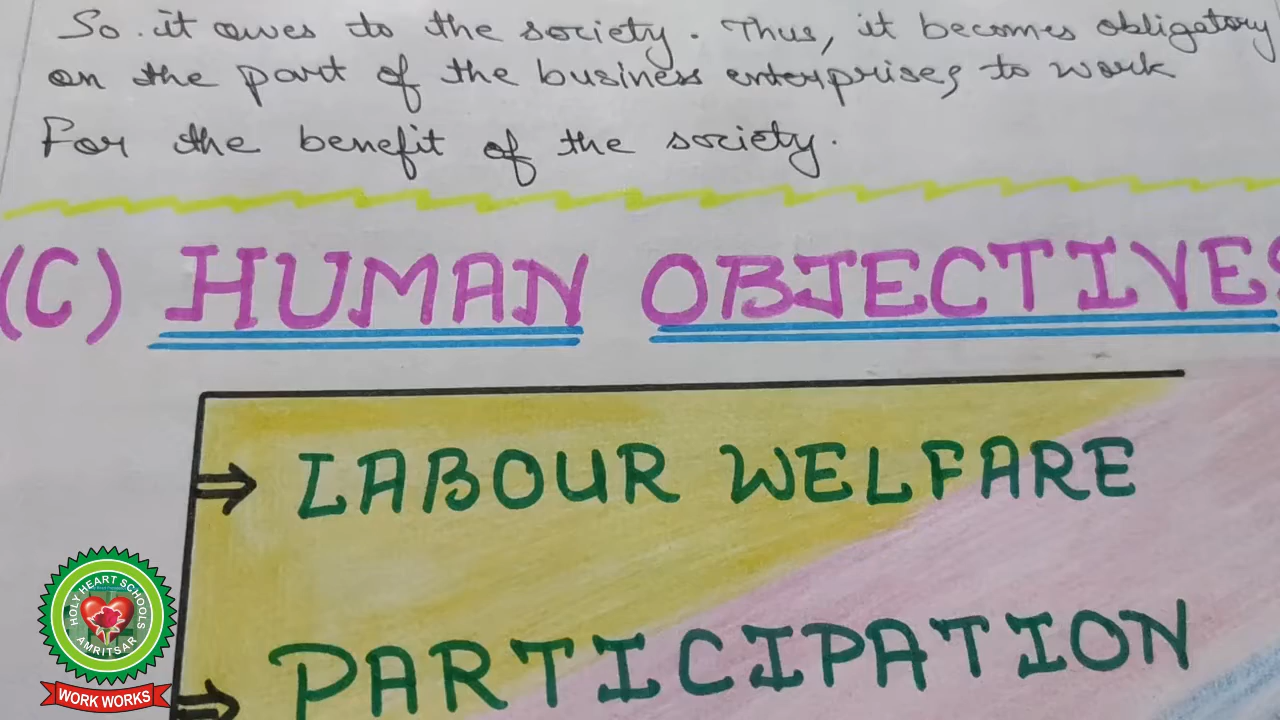 So it owes to the society. Thus, it becomes obligatory
on the part of the business enterprises to work
For the benefit of the society.
(C) HUMAN OBJECTIVES
LABOUR WELFARE
PARTICIPATION
HOLY HEART SCHOOLS
AMRITSAR
WORK WORKS